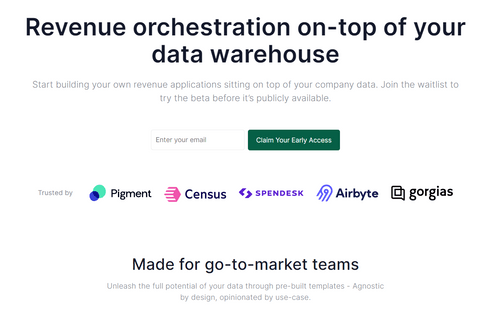 Revenue orchestration on-top of your
data warehouse
Start building your own revenue applications sitting on top of your company data. Join the waitlist to
try the beta before it's publicly available.
Enter your email Claim Your Early Access
Trusted by Pigment Census SPENDESK Airbyte gorgias
Made for go-to-market teams
Unleash the full potential of your data through pre-built templates - Agnostic
by design, opinionated by use-case.